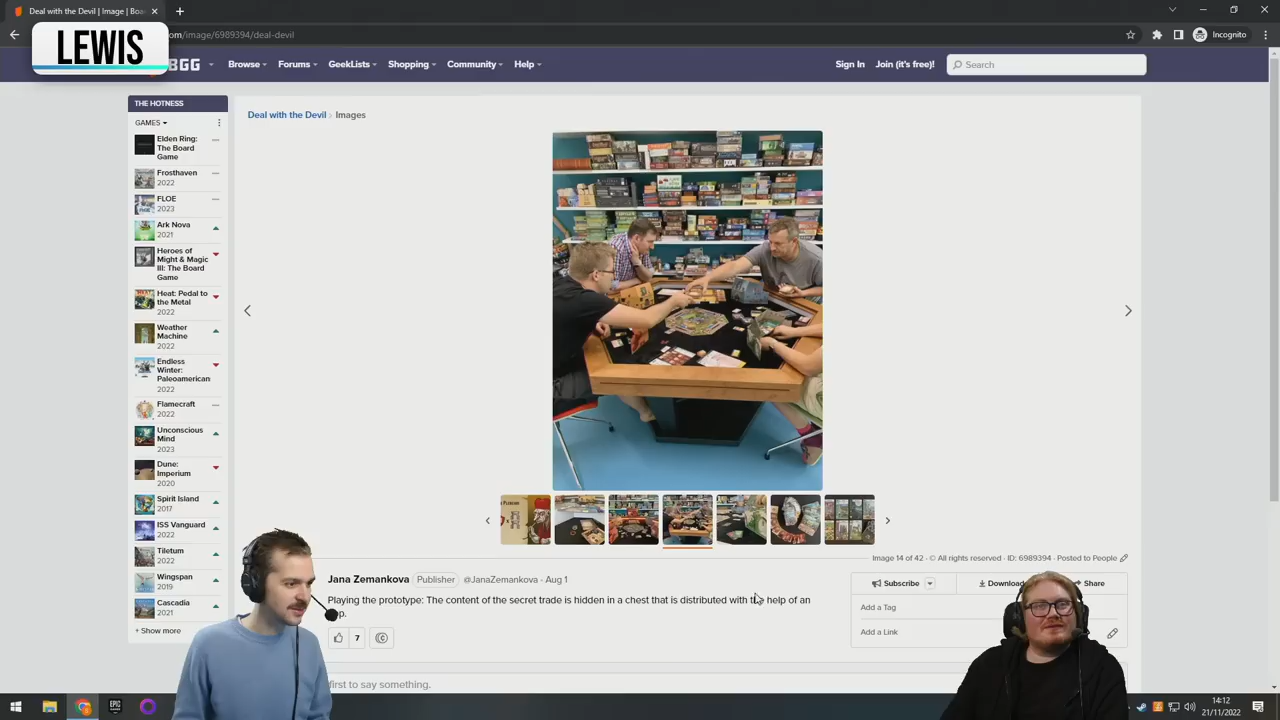 Deal with Devil | Images | Boa
LEWIS
.com/image/6989394/deal-devil
Incognito
BGG
Browse
Forums
GeekLists
Shopping
Community
Help
Sign In
Join (it's free!)
Search
THE HOTNESS
GAMES
Elden Ring:
The Board
Game
Frosthaven
2022
FLOE
2023
Ark Nova
2021
Heroes of
Might & Magic
III: The Board
Game
Heat: Pedal to
the Metal
2022
Weather
Machine
2022
Endless
Winter:
Paleoamerican
2022
Flamecraft
2022
Unconscious
Mind
2023
Dune:
Imperium
2020
Spirit Island
2017
ISS Vanguard
2022
Tiletum
2022
Wingspan
2019
Cascadia
2021
+ Show more
Deal with the Devil › Images
Image 14 of 42 · © All rights reserved · ID: 6989394 · Posted to People
Jana Zemankova Publisher @JanaZemankova · Aug 1
Playing the prototype: The content of the secret trade is hidden in a chest that is distributed with the help of an
7
Subscribe
Download
Share
Add a Tag
Add a Link
first to say something.
14:12
21/11/2022